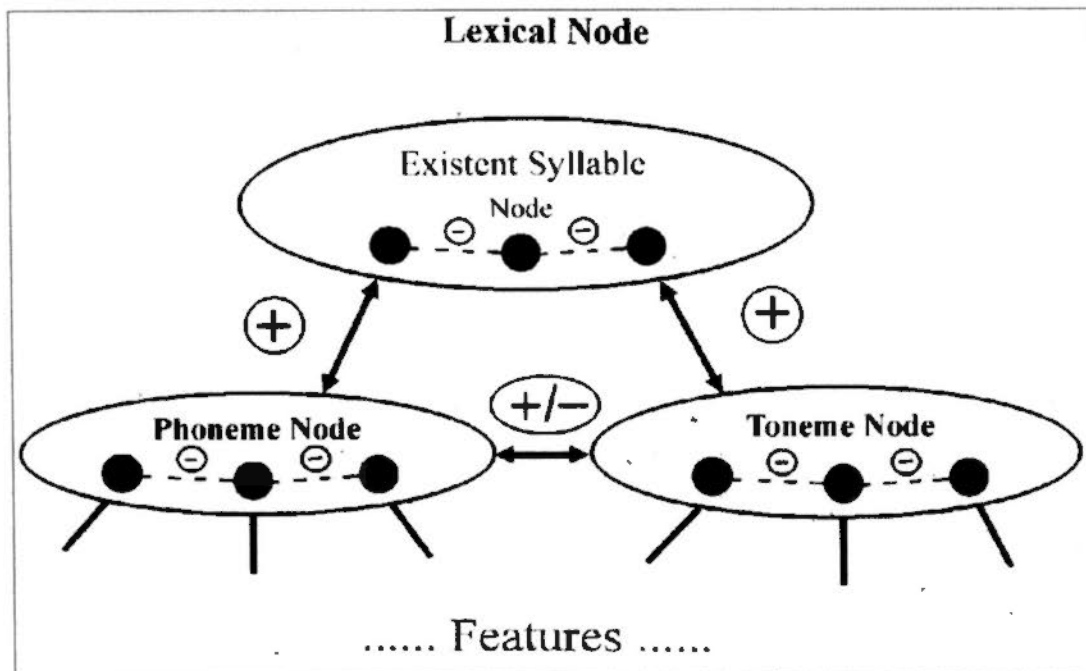 Lexical Node
Existent Syllable
Node
⊖ ⊖
⊕ ⊕
+/−
Phoneme Node Toneme Node
⊖ ⊖ ⊖ ⊖
...... Features ......